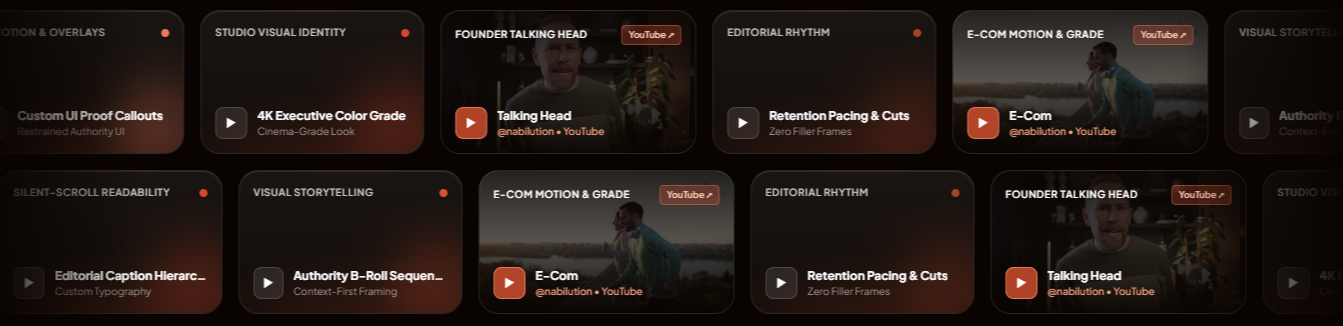 OTION & OVERLAYS
Custom UI Proof Callouts
Restrained Authority UI
STUDIO VISUAL IDENTITY
4K Executive Color Grade
Cinema-Grade Look
FOUNDER TALKING HEAD
YouTube↗
Talking Head
@nabilution • YouTube
EDITORIAL RHYTHM
Retention Pacing & Cuts
Zero Filler Frames
E-COM MOTION & GRADE
YouTube↗
E-Com
@nabilution • YouTube
VISUAL STORYTELL
Authority B
Context-Fi
SILENT-SCROLL READABILITY
Editorial Caption Hierarc...
Custom Typography
VISUAL STORYTELLING
Authority B-Roll Sequen...
Context-First Framing
E-COM MOTION & GRADE
YouTube↗
E-Com
@nabilution • YouTube
EDITORIAL RHYTHM
Retention Pacing & Cuts
Zero Filler Frames
FOUNDER TALKING HEAD
YouTube↗
Talking Head
@nabilution • YouTube
STUDIO VIS
4K